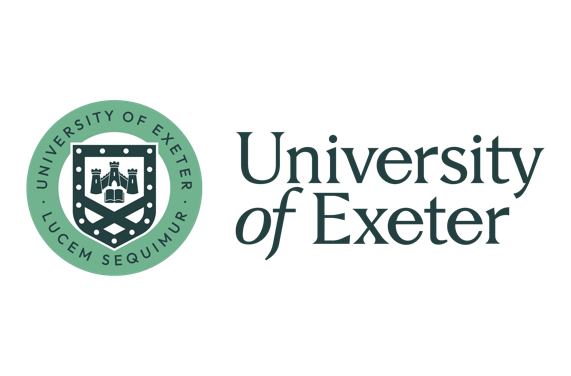 UNIVERSITY OF EXETER
· LUCEM SEQUIMUR ·
University
of Exeter